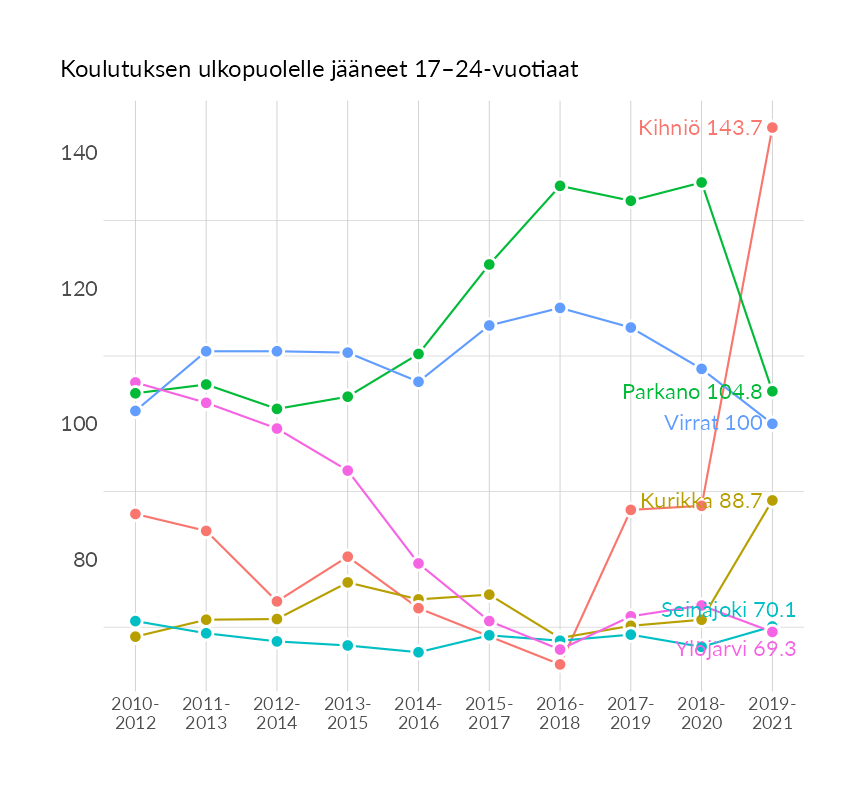 Koulutuksen ulkopuolelle jääneet 17–24-vuotiaat
Kihniö 143.7
140
120
Parkano 104.8
100
Virrat 100
Kurikka 88.7
80
Seinäjoki 70.1
Ylöjärvi 69.3
2010- 2011- 2012- 2013- 2014- 2015- 2016- 2017- 2018- 2019-
2012 2013 2014 2015 2016 2017 2018 2019 2020 2021